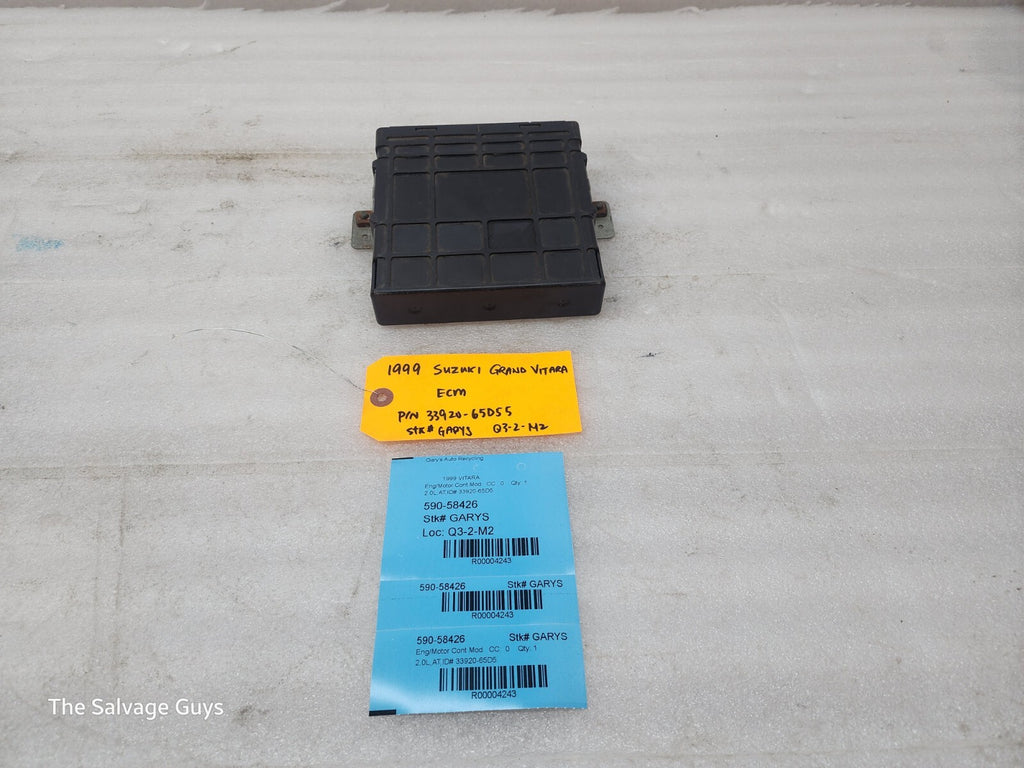 1999 SUZUKI GRAND VITARA
ECM
P/N 33920-65D55
STK# GARYS Q3-2-M2
Gary's Auto Recycling
1999 VITARA
Eng/Motor Cont Mod. CC: 0 Qty: 1
2.0L,AT,ID# 33920-65D5
590-58426
Stk# GARYS
Loc: Q3-2-M2
R00004243
590-58426 Stk# GARYS
R00004243
590-58426 Stk# GARYS
Eng/Motor Cont Mod. CC: 0 Qty: 1
2.0L,AT,ID# 33920-65D5
R00004243
The Salvage Guys